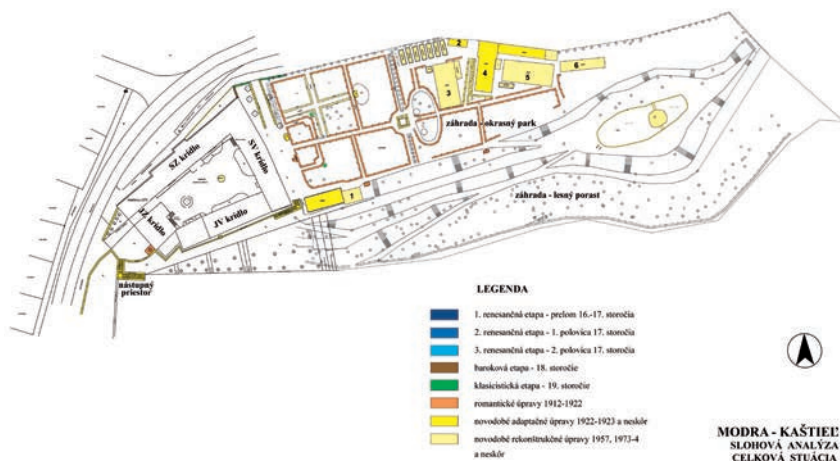 2
4
5
6
3
záhrada - okrasný park
SZ krídlo
SV krídlo
záhrada - lesný porast
1
JZ krídlo
JV krídlo
nástupný
priestor
LEGENDA
1. renesančná etapa - prelom 16.-17. storočia
2. renesančná etapa - 1. polovica 17. storočia
3. renesančná etapa - 2. polovica 17. storočia
baroková etapa - 18. storočie
klasicistická etapa - 19. storočie
romantické úpravy 1912-1922
novodobé adaptačné úpravy 1922-1923 a neskôr
novodobé rekonštrukčné úpravy 1957, 1973-4
a neskôr
MODRA - KAŠTIEĽ
SLOHOVÁ ANALÝZA
CELKOVÁ STUÁCIA